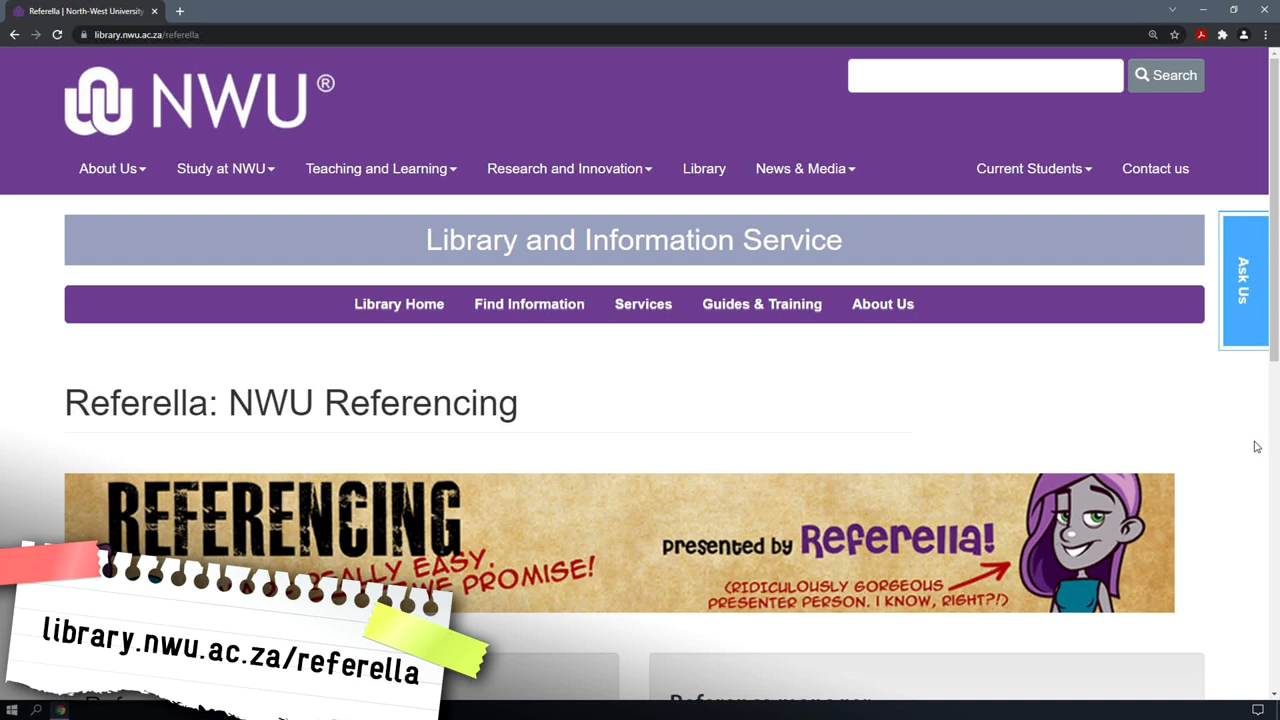 Referella | North-West University
library.nwu.ac.za/referella
NWU®
Search
About Us Study at NWU Teaching and Learning Research and Innovation Library News & Media Current Students Contact us
Library and Information Service
Ask Us
Library Home Find Information Services Guides & Training About Us
Referella: NWU Referencing
REFERENCING
EASY.
WE PROMISE!
presented by Referella!
(RIDICULOUSLY GORGEOUS
PRESENTER PERSON. I KNOW, RIGHT?!)
library.nwu.ac.za/referella